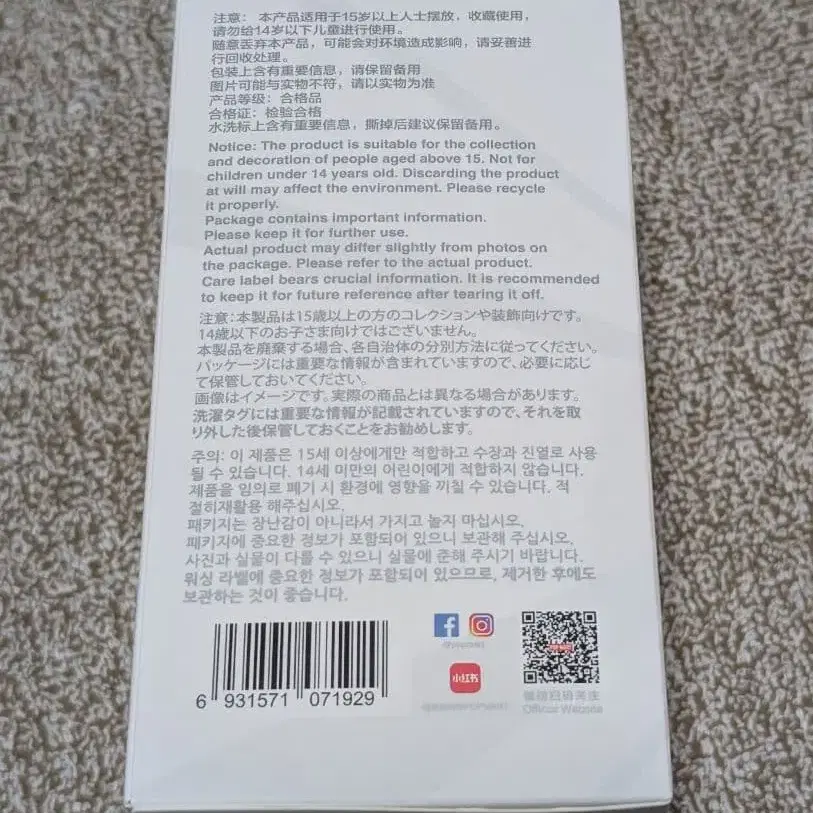 注意： 本产品适用于15岁以上人士摆放，收藏使用，
请勿给14岁以下儿童进行使用。
随意丢弃本产品，可能会对环境造成影响，请妥善进
行回收处理。
包装上含有重要信息，请保留备用
图片可能与实物不符，请以实物为准
产品等级：合格品
合格证：检验合格
水洗标上含有重要信息，撕掉后建议保留备用。
Notice: The product is suitable for the collection
and decoration of people aged above 15. Not for
children under 14 years old. Discarding the product
at will may affect the environment. Please recycle
it properly.
Package contains important information.
Please keep it for further use.
Actual product may differ slightly from photos on
the package. Please refer to the actual product.
Care label bears crucial information. It is recommended
to keep it for future reference after tearing it off.
注意：本製品は15歳以上の方のコレクションや装飾向けです。
14歳以下のお子さま向けではございません。
本製品を廃棄する場合、各自治体の分別方法に従ってください。
パッケージには重要な情報が含まれていますので、必要に応じ
て保管しておいてください。
画像はイメージです。実際の商品とは異なる場合があります。
洗濯タグには重要な情報が記載されていますので、それを取
り外した後保管しておくことをお勧めします。
주의: 이 제품은 15세 이상에게만 적합하고 수장과 진열로 사용
될 수 있습니다. 14세 미만의 어린이에게 적합하지 않습니다.
제품을 임의로 폐기 시 환경에 영향을 끼칠 수 있습니다. 적
절히재활용 해주십시오.
패키지는 장난감이 아니라서 가지고 놀지 마십시오.
패키지에 중요한 정보가 포함되어 있으니 보관해 주십시오.
사진과 실물이 다를 수 있으니 실물에 준해 주시기 바랍니다.
워싱 라벨에 중요한 정보가 포함되어 있으므로, 제거한 후에도
보관하는 것이 좋습니다.
6 931571 071929
小红书
POP MART
微信扫码关注
Official Website